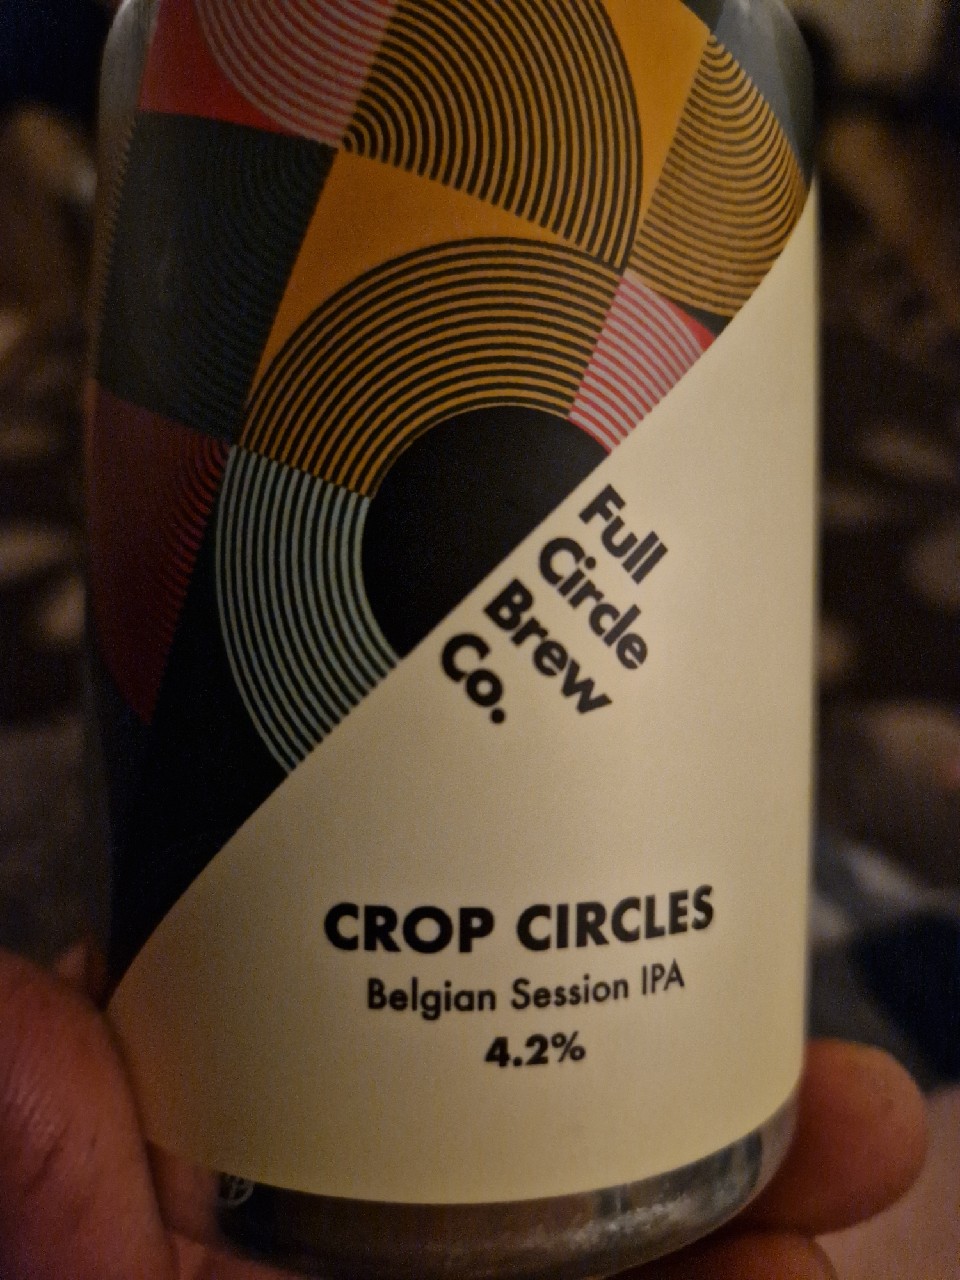 Full
Circle
Brew
Co.
CROP CIRCLES
Belgian Session IPA
4.2%